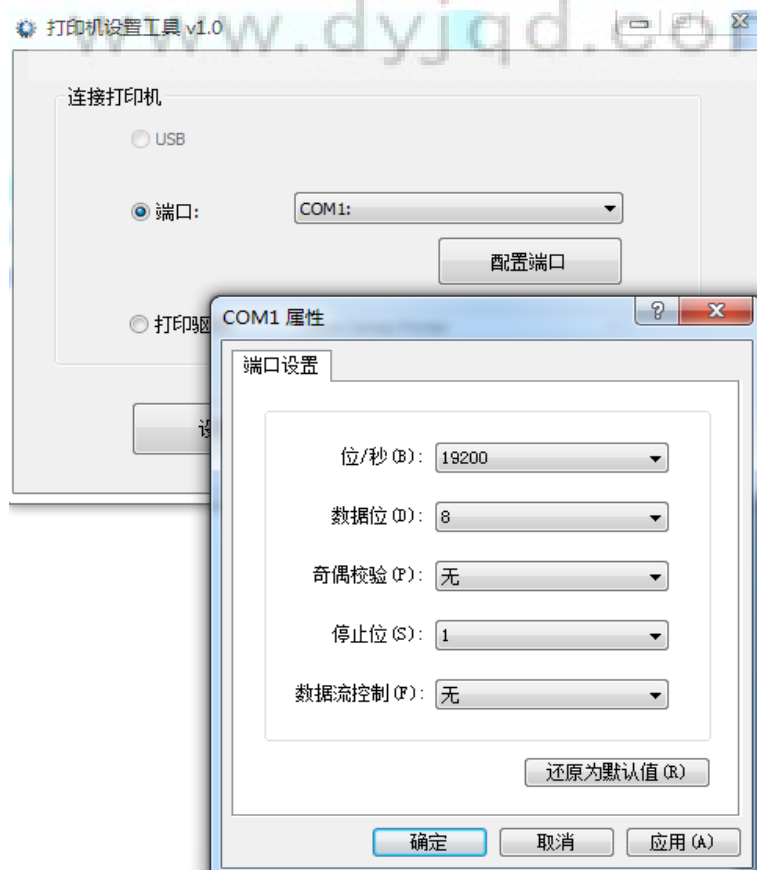 www.dyjqd.com
打印机设置工具 v1.0
连接打印机
USB
端口:
COM1:
配置端口
打印驱
COM1 属性
端口设置
位/秒(B):
19200
数据位(D):
8
奇偶校验(P):
无
停止位(S):
1
数据流控制(F):
无
还原为默认值(R)
确定
取消
应用(A)